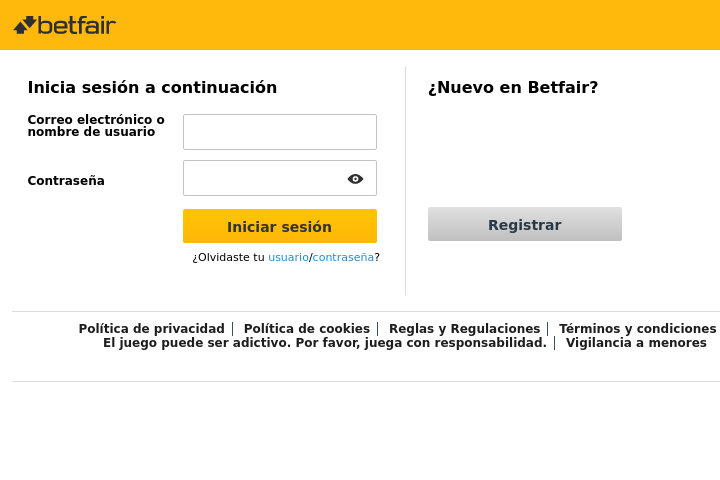 betfair
Inicia sesión a continuación
Correo electrónico o
nombre de usuario
Contraseña
Iniciar sesión
¿Olvidaste tu usuario/contraseña?
¿Nuevo en Betfair?
Registrar
Política de privacidad Política de cookies Reglas y Regulaciones Términos y condiciones
El juego puede ser adictivo. Por favor, juega con responsabilidad. Vigilancia a menores